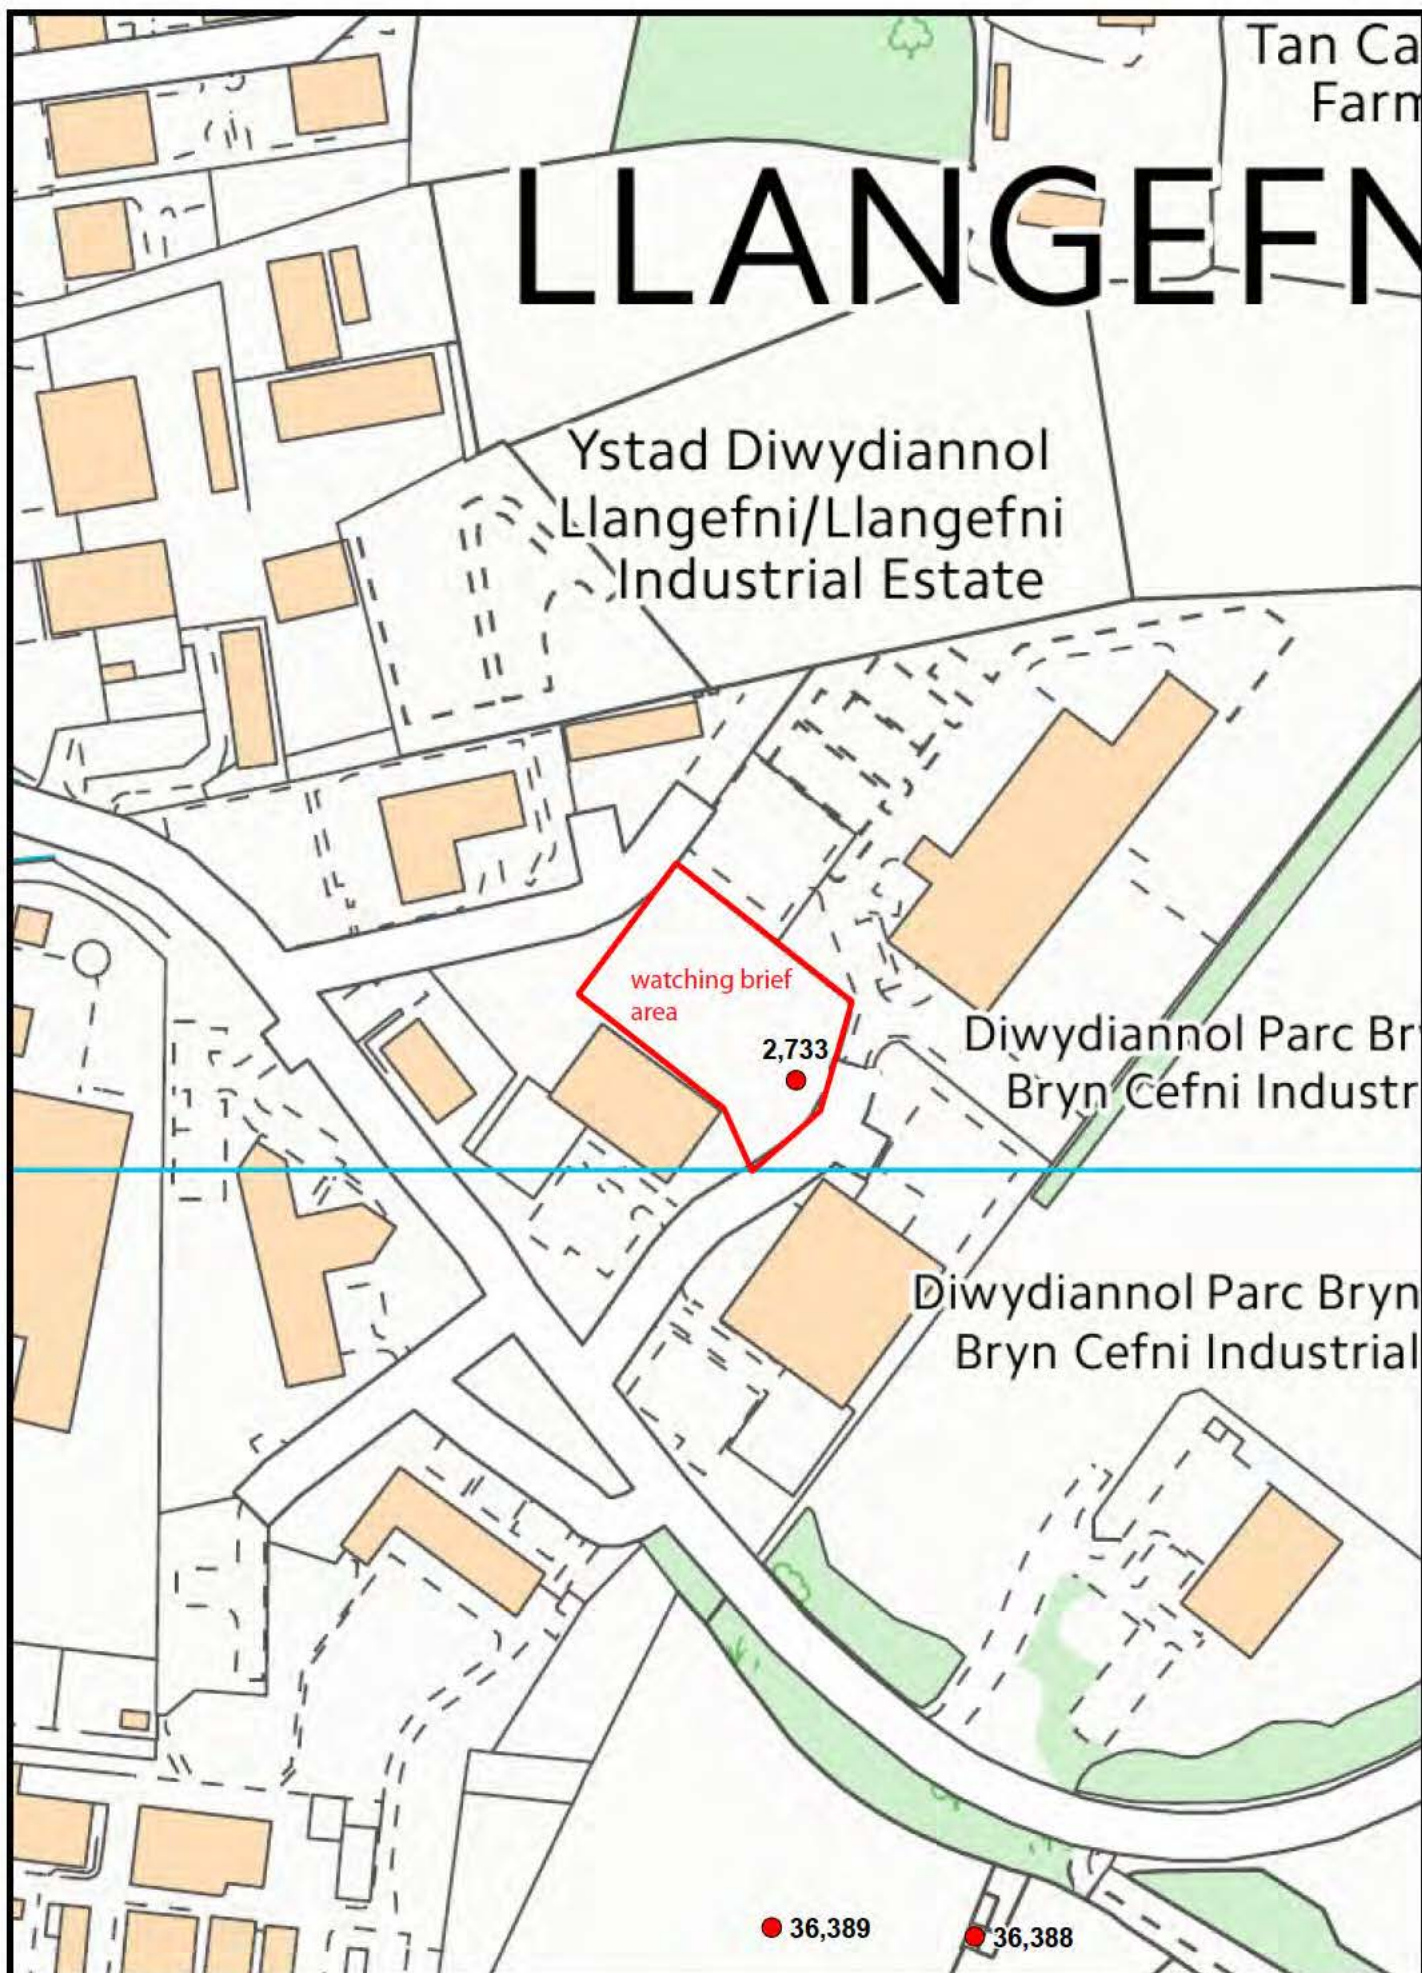 Tan Ca
Farm
LLANGEFN
Ystad Diwydiannol
Llangefni/Llangefni
Industrial Estate
watching brief
area
2,733
Diwydiannol Parc Br
Bryn Cefni Industr
Diwydiannol Parc Bryn
Bryn Cefni Industrial
36,389
36,388